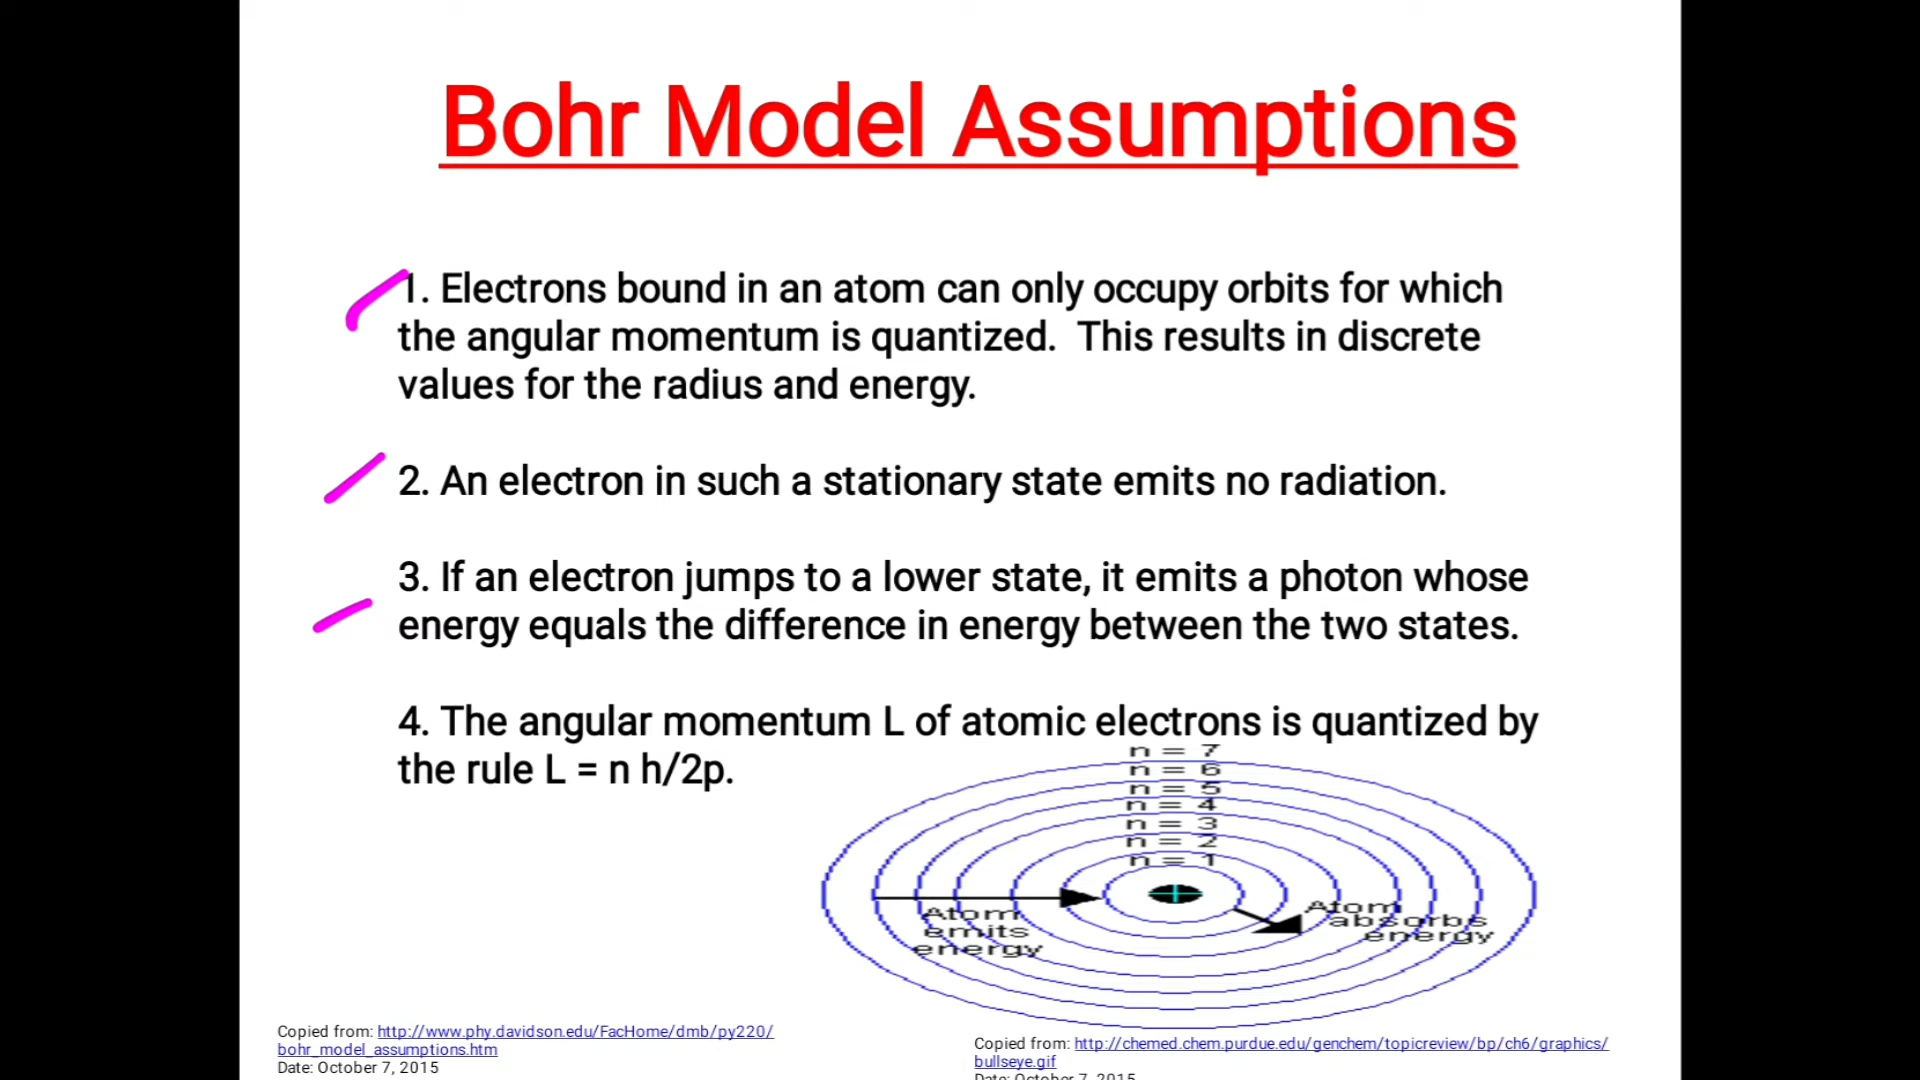 Bohr Model Assumptions
1. Electrons bound in an atom can only occupy orbits for which
the angular momentum is quantized.  This results in discrete
values for the radius and energy.
2. An electron in such a stationary state emits no radiation.
3. If an electron jumps to a lower state, it emits a photon whose
energy equals the difference in energy between the two states.
4. The angular momentum L of atomic electrons is quantized by
the rule L = n h/2p.
n = 7
n = 6
n = 5
n = 4
n = 3
n = 2
n = 1
Atom
emits
energy
Atom
absorbs
energy
Copied from: http://www.phy.davidson.edu/FacHome/dmb/py220/
bohr_model_assumptions.htm
Date: October 7, 2015
Copied from: http://chemed.chem.purdue.edu/genchem/topicreview/bp/ch6/graphics/
bullseye.gif
Date: October 7, 2015